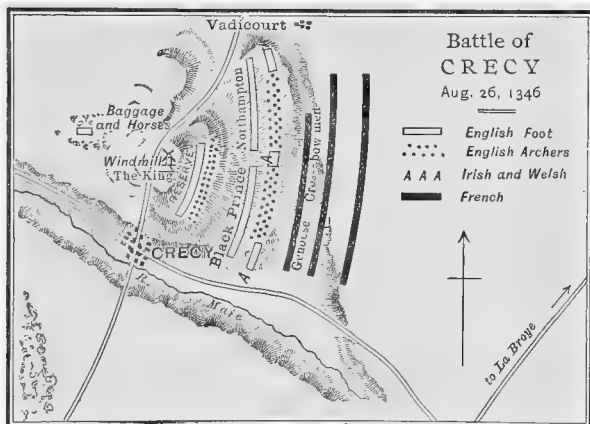 Vadicourt
Battle of
CRECY
Aug. 26, 1346
English Foot
English Archers
A A A Irish and Welsh
French
Baggage
and Horses
Windmill
The King
RESERVE
Northampton
Black Prince
A
A
A
Genoese Cross-bow men
CRECY
R. Maie
to La Broye